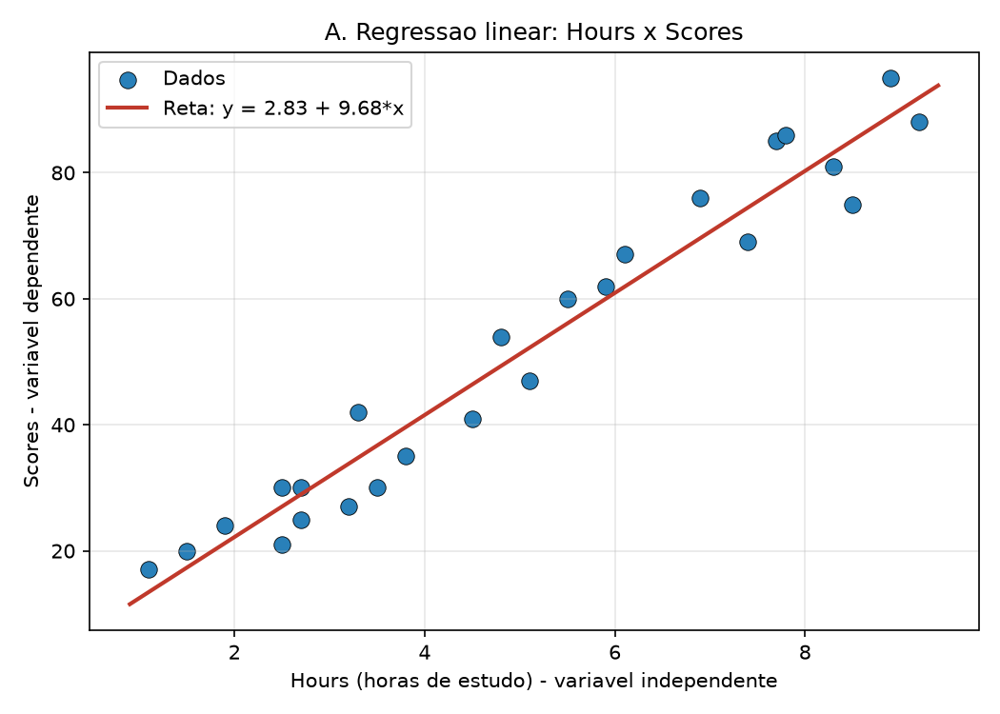 A. Regressao linear: Hours x Scores
Dados
Reta: y = 2.83 + 9.68*x
Scores - variavel dependente
80
60
40
20
2 4 6 8
Hours (horas de estudo) - variavel independente